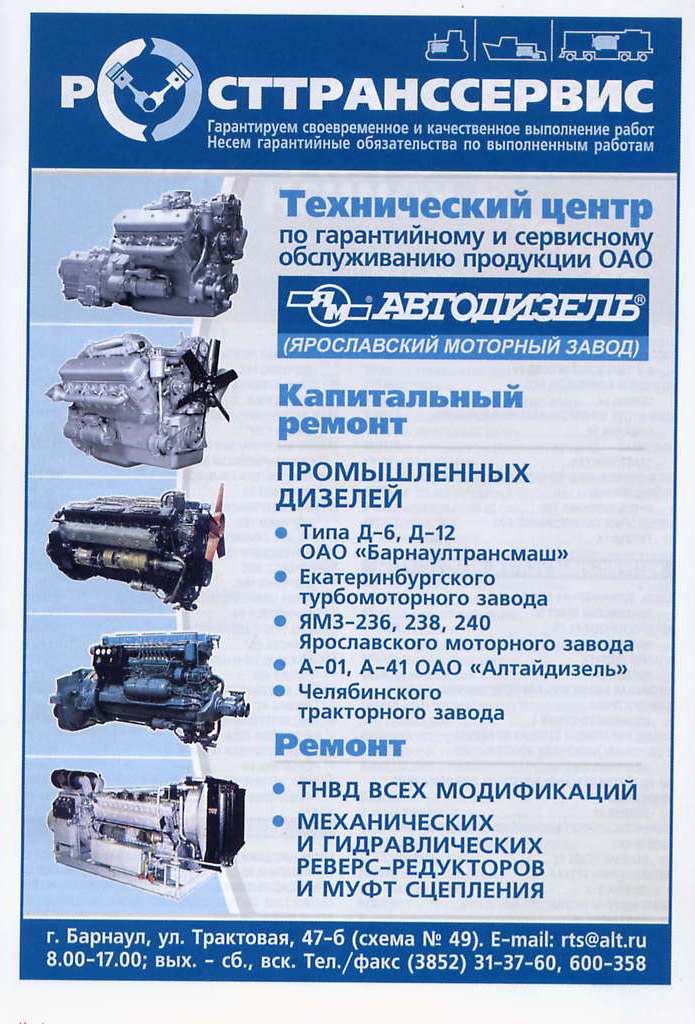 РОСТТРАНССЕРВИС
Гарантируем своевременное и качественное выполнение работ
Несем гарантийные обязательства по выполненным работам
Технический центр
по гарантийному и сервисному
обслуживанию продукции ОАО
ЯМ® АВТОДИЗЕЛЬ®
(ЯРОСЛАВСКИЙ МОТОРНЫЙ ЗАВОД)
Капитальный
ремонт
ПРОМЫШЛЕННЫХ
ДИЗЕЛЕЙ
• Типа Д-6, Д-12
ОАО «Барнаултрансмаш»
• Екатеринбургского
турбомоторного завода
• ЯМЗ-236, 238, 240
Ярославского моторного завода
• А-01, А-41 ОАО «Алтайдизель»
• Челябинского
тракторного завода
Ремонт
• ТНВД ВСЕХ МОДИФИКАЦИЙ
• МЕХАНИЧЕСКИХ
И ГИДРАВЛИЧЕСКИХ
РЕВЕРС-РЕДУКТОРОВ
И МУФТ СЦЕПЛЕНИЯ
г. Барнаул, ул. Трактовая, 47-б (схема № 49). E-mail: rts@alt.ru
8.00-17.00; вых. - сб., вск. Тел./факс (3852) 31-37-60, 600-358